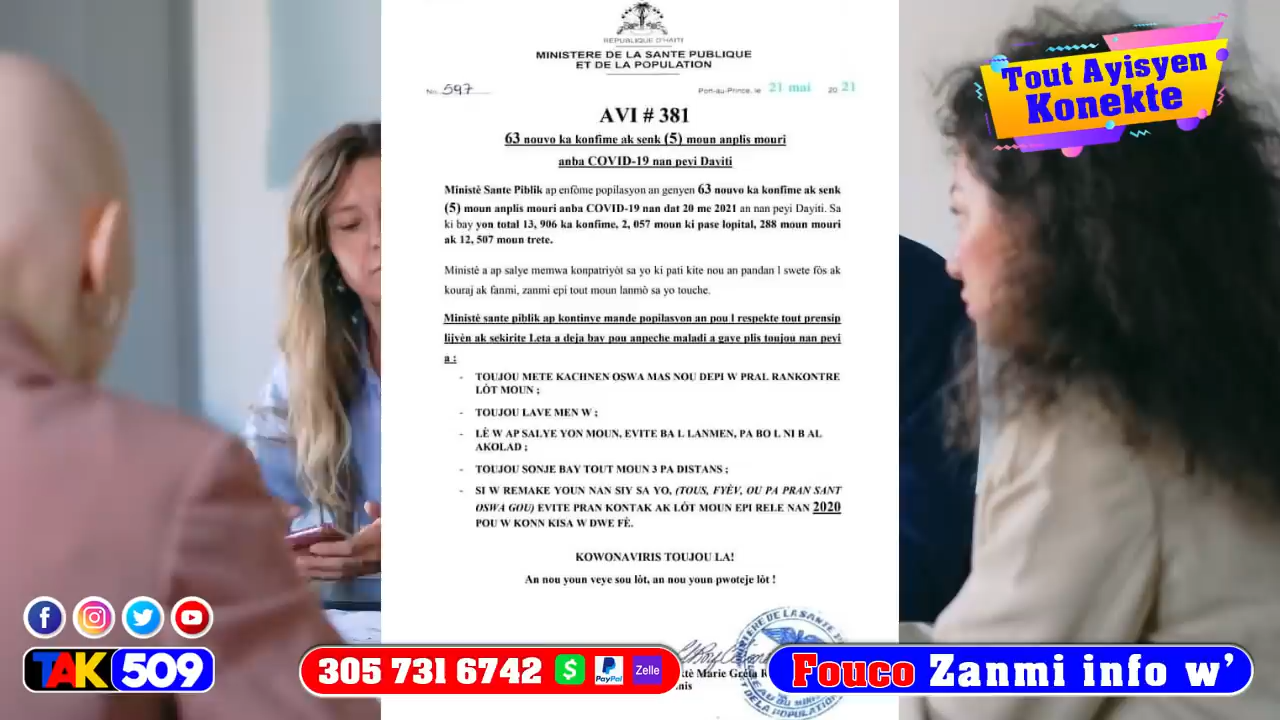 REPUBLIQUE D'HAITI
MINISTERE DE LA SANTE PUBLIQUE
ET DE LA POPULATION
No. 597
Port-au-Prince, le 21 mai 20 21
AVI # 381
63 nouvo ka konfime ak senk (5) moun anplis mouri
anba COVID-19 nan peyi Dayiti
Ministè Sante Piblik ap enfòme popilasyon an genyen 63 nouvo ka konfime ak senk
(5) moun anplis mouri anba COVID-19 nan dat 20 me 2021 an nan peyi Dayiti. Sa
ki bay yon total 13, 906 ka konfime, 2, 057 moun ki pase lopital, 288 moun mouri
ak 12, 507 moun trete.
Ministè a ap salye memwa konpatriyòt sa yo ki pati kite nou an pandan l swete fòs ak
kouraj ak fanmi, zanmi epi tout moun lanmò sa yo touche.
Ministè sante piblik ap kontinye mande popilasyon an pou l respekte tout prensip
lijyèn ak sekirite Leta a deja bay pou anpeche maladi a gaye plis toujou nan peyi
a :
- TOUJOU METE KACHNEN OSWA MAS NOU DEPI W PRAL RANKONTRE
LÒT MOUN ;
- TOUJOU LAVE MEN W ;
- LÈ W AP SALYE YON MOUN, EVITE BA L LANMEN, PA BO L NI B AL
AKOLAD ;
- TOUJOU SONJE BAY TOUT MOUN 3 PA DISTANS ;
- SI W REMAKE YOUN NAN SIY SA YO, (TOUS, FYÈV, OU PA PRAN SANT
OSWA GOU) EVITE PRAN KONTAK AK LÒT MOUN EPI RELE NAN 2020
POU W KONN KISA W DWE FÈ.
KOWONAVIRIS TOUJOU LA!
An nou youn veye sou lòt, an nou youn pwoteje lòt !
Marie Greta
Tout Ayisyen
Konekte
TAK 509
305 731 6742 $ PayPal Zelle
Fouco Zanmi info w'